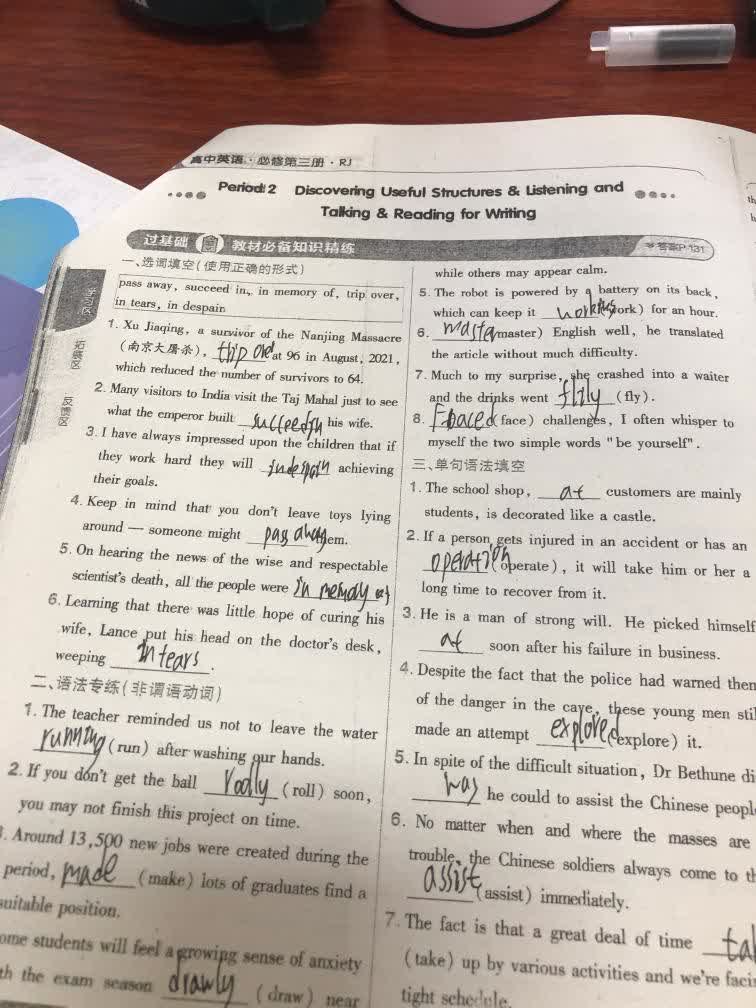 高中英语·必修第三册·RJ
Period 2 Discovering Useful Structures & Listening and
Talking & Reading for Writing
过基础 教材必备知识精练
答案P131
学习区
拓展区
反馈区
一、选词填空(使用正确的形式)
pass away, succeed in, in memory of, trip over,
in tears, in despair
1. Xu Jiaqing, a survivor of the Nanjing Massacre
(南京大屠杀), trip ove at 96 in August, 2021,
which reduced the number of survivors to 64.
2. Many visitors to India visit the Taj Mahal just to see
what the emperor built succeed in his wife.
3. I have always impressed upon the children that if
they work hard they will achieving
their goals.
4. Keep in mind that you don't leave toys lying
around — someone might pass away them.
5. On hearing the news of the wise and respectable
scientist's death, all the people were in memory of
6. Learning that there was little hope of curing his
wife, Lance put his head on the doctor's desk,
weeping in tears.
二、语法专练(非谓语动词)
1. The teacher reminded us not to leave the water
running (run) after washing our hands.
2. If you don't get the ball (roll) soon,
you may not finish this project on time.
3. Around 13,500 new jobs were created during the
period, made (make) lots of graduates find a
suitable position.
ome students will feel a growing sense of anxiety
th the exam season drawly (draw) near
while others may appear calm.
5. The robot is powered by a battery on its back,
which can keep it (work) for an hour.
6. Master (master) English well, he translated
the article without much difficulty.
7. Much to my surprise, she crashed into a waiter
and the drinks went (fly).
8. (face) challenges, I often whisper to
myself the two simple words "be yourself".
三、单句语法填空
1. The school shop, at customers are mainly
students, is decorated like a castle.
2. If a person gets injured in an accident or has an
operation (operate), it will take him or her a
long time to recover from it.
3. He is a man of strong will. He picked himself
at soon after his failure in business.
4. Despite the fact that the police had warned them
of the danger in the cave, these young men stil
made an attempt explored (explore) it.
5. In spite of the difficult situation, Dr Bethune di
was he could to assist the Chinese people
6. No matter when and where the masses are
trouble, the Chinese soldiers always come to th
assist (assist) immediately.
7. The fact is that a great deal of time tak
(take) up by various activities and we're facin
tight schedule.